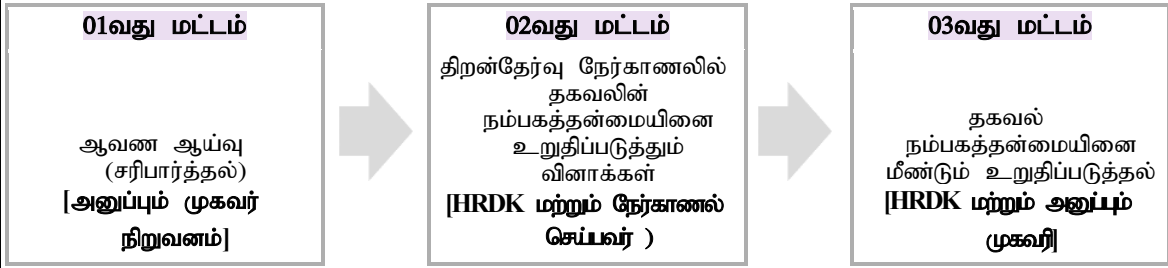 01வது மட்டம்
ஆவண ஆய்வு
(சரிபார்த்தல்)
[அனுப்பும் முகவர்
நிறுவனம்]
02வது மட்டம்
திறன்தேர்வு நேர்காணலில்
தகவலின்
நம்பகத்தன்மையினை
உறுதிப்படுத்தும்
வினாக்கள்
[HRDK மற்றும் நேர்காணல்
செய்பவர் )
03வது மட்டம்
தகவல்
நம்பகத்தன்மையினை
மீண்டும் உறுதிப்படுத்தல்
[HRDK மற்றும் அனுப்பும்
முகவரி]